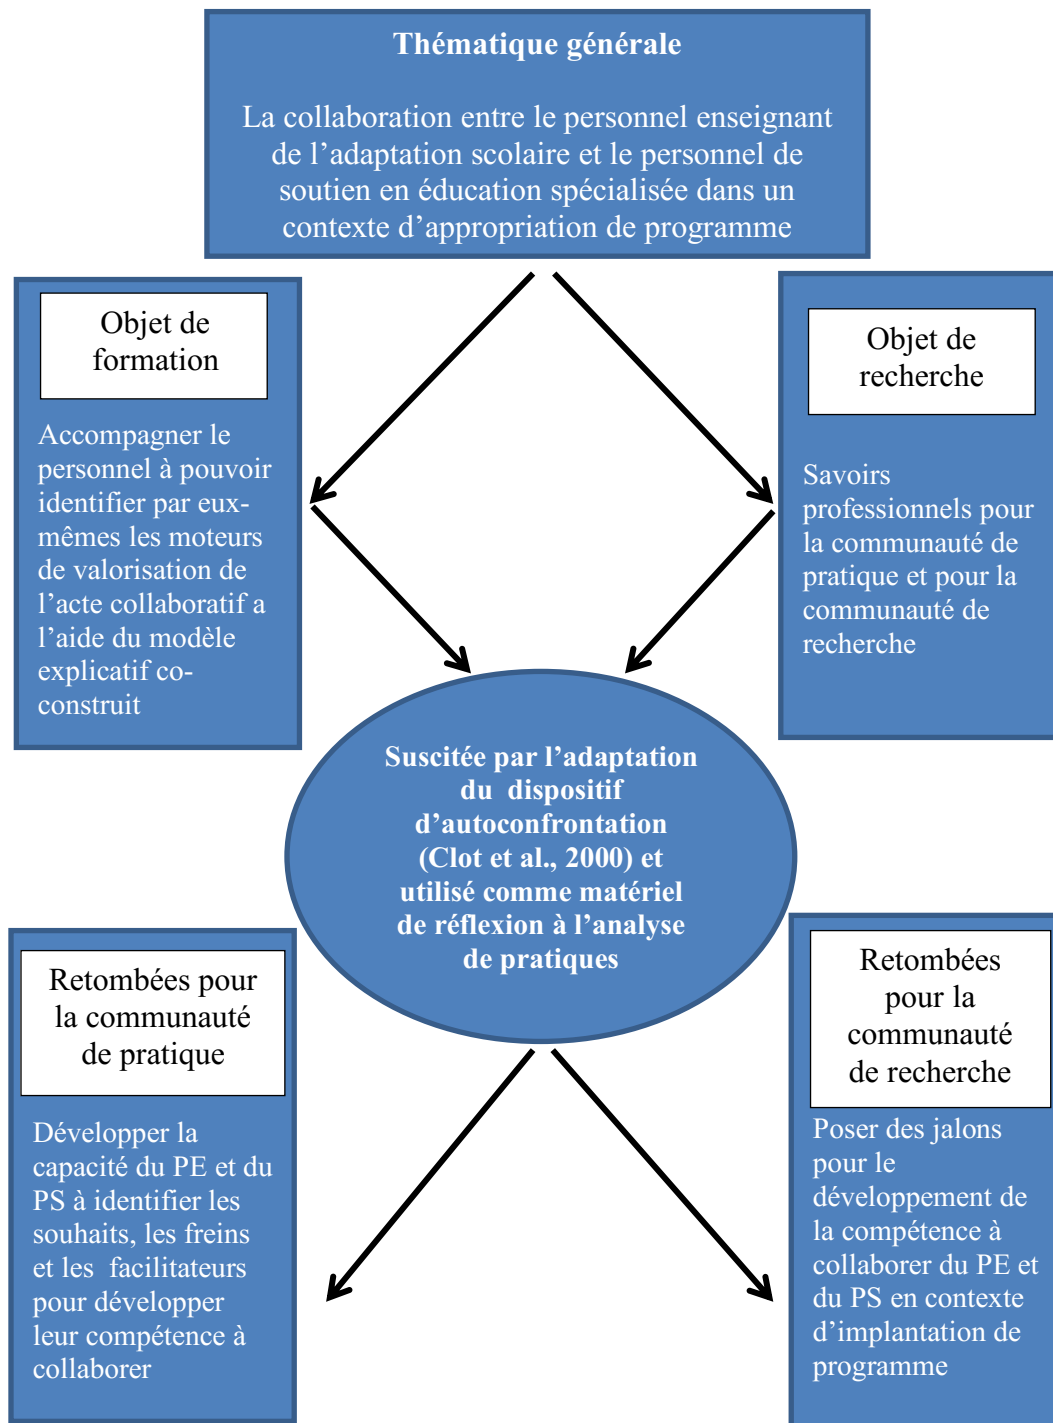 Thématique générale
La collaboration entre le personnel enseignant
de l’adaptation scolaire et le personnel de
soutien en éducation spécialisée dans un
contexte d’appropriation de programme
Objet de
formation
Accompagner le
personnel à pouvoir
identifier par eux-
mêmes les moteurs
de valorisation de
l’acte collaboratif a
l’aide du modèle
explicatif co-
construit
Objet de
recherche
Savoirs
professionnels pour
la communauté de
pratique et pour la
communauté de
recherche
Suscitée par l’adaptation
du dispositif
d’autoconfrontation
(Clot et al., 2000) et
utilisé comme matériel
de réflexion à l’analyse
de pratiques
Retombées pour
la communauté
de pratique
Développer la
capacité du PE et du
PS à identifier les
souhaits, les freins
et les facilitateurs
pour développer
leur compétence à
collaborer
Retombées
pour la
communauté
de recherche
Poser des jalons
pour le
développement de
la compétence à
collaborer du PE et
du PS en contexte
d’implantation de
programme